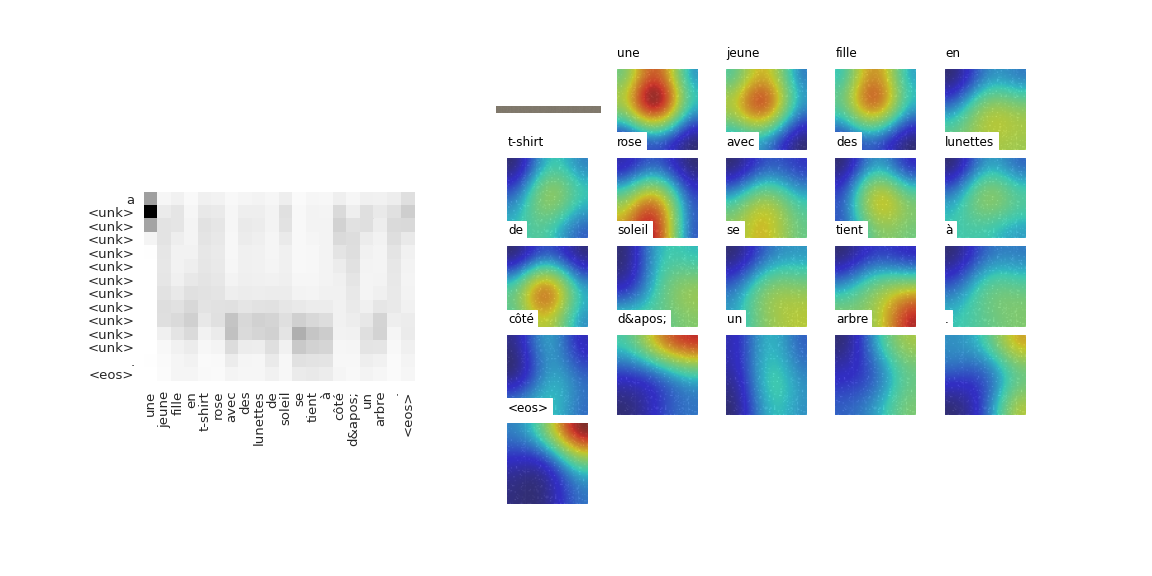 une jeune fille en
t-shirt rose avec des lunettes
de soleil se tient à
côté d&apos; un arbre .
<eos>
a
<unk>
<unk>
<unk>
<unk>
<unk>
<unk>
<unk>
<unk>
<unk>
<unk>
<unk>
.
<eos>
une jeune fille en t-shirt rose avec des lunettes de soleil se tient à côté d&apos; un arbre . <eos>